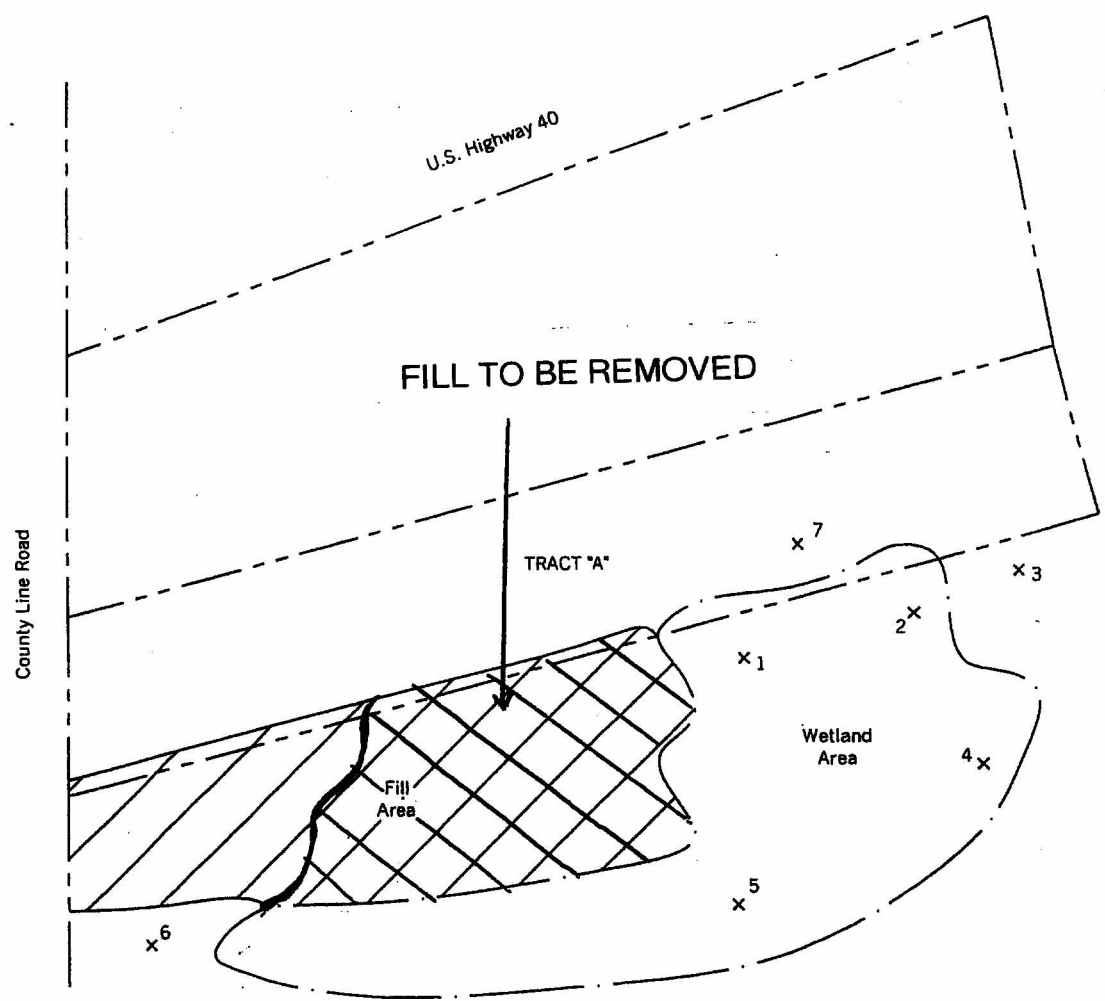 U.S. Highway 40
FILL TO BE REMOVED
County Line Road
TRACT "A"
7
3
2
1
Wetland
Area
4
Fill
Area
5
6